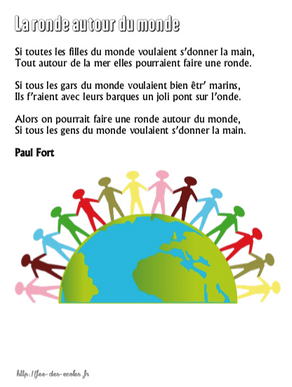 La ronde autour du monde
Si toutes les filles du monde voulaient s'donner la main,
Tout autour de la mer elles pourraient faire une ronde.
Si tous les gars du monde voulaient bien êtr' marins,
Ils f'raient avec leurs barques un joli pont sur l'onde.
Alors on pourrait faire une ronde autour du monde,
Si tous les gens du monde voulaient s'donner la main.
Paul Fort
http://fee-des-ecoles.fr